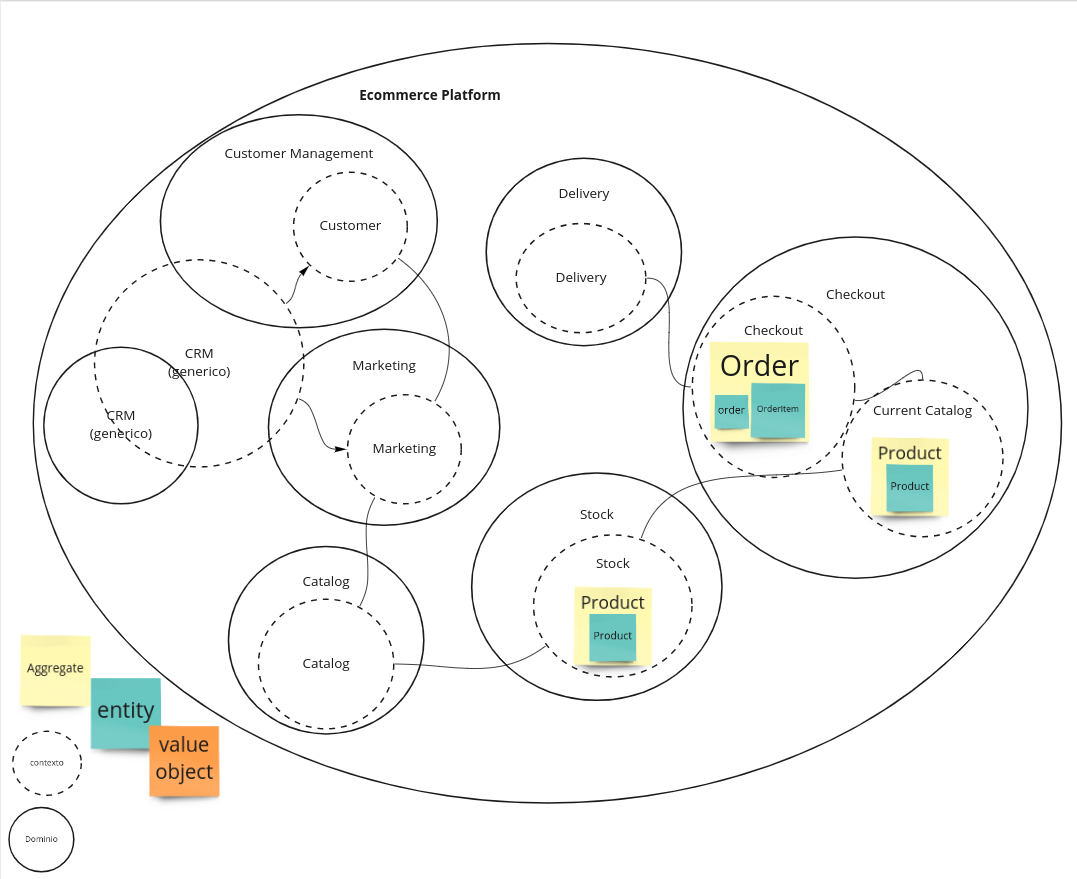 Ecommerce Platform
Customer Management
Customer
Delivery
Delivery
Checkout
Checkout
Order
order
OrderItem
Current Catalog
Product
Product
CRM
(generico)
CRM
(generico)
Marketing
Marketing
Stock
Stock
Product
Product
Catalog
Catalog
Aggregate
entity
value
object
contexto
Dominio